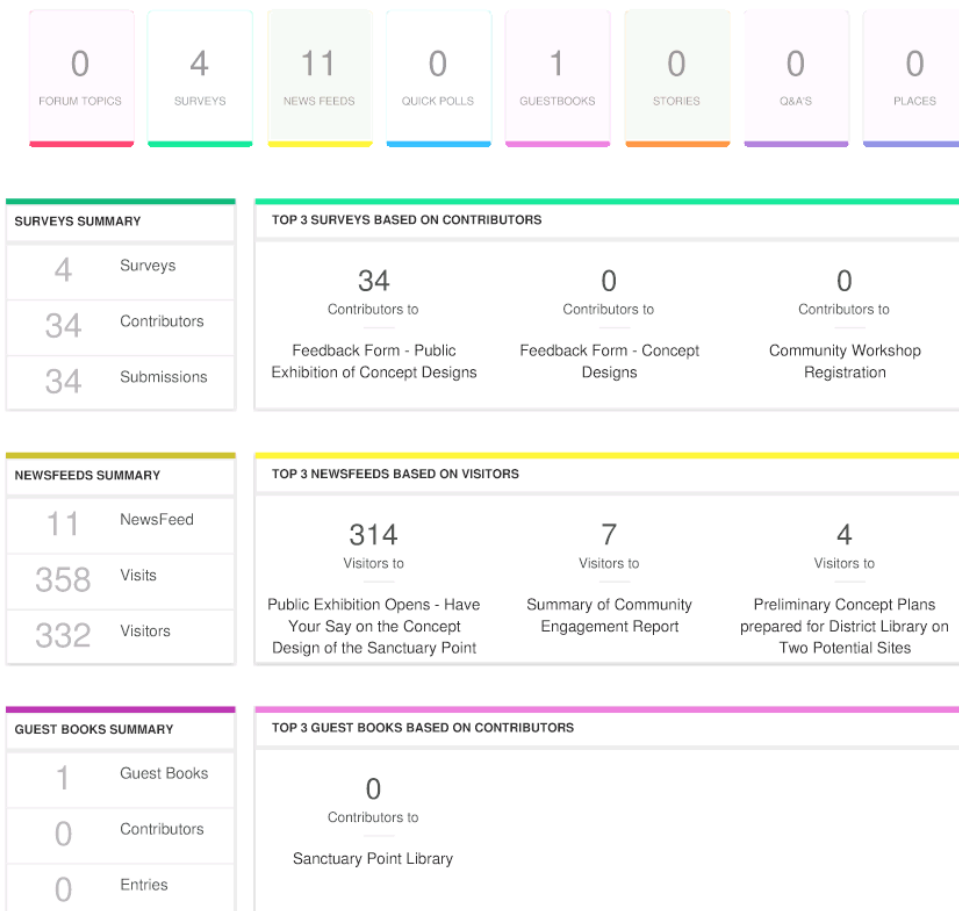 0
FORUM TOPICS
4
SURVEYS
11
NEWS FEEDS
0
QUICK POLLS
1
GUESTBOOKS
0
STORIES
0
Q&A'S
0
PLACES
SURVEYS SUMMARY
4 Surveys
34 Contributors
34 Submissions
TOP 3 SURVEYS BASED ON CONTRIBUTORS
34
Contributors to
Feedback Form - Public
Exhibition of Concept Designs
0
Contributors to
Feedback Form - Concept
Designs
0
Contributors to
Community Workshop
Registration
NEWSFEEDS SUMMARY
11 NewsFeed
358 Visits
332 Visitors
TOP 3 NEWSFEEDS BASED ON VISITORS
314
Visitors to
Public Exhibition Opens - Have
Your Say on the Concept
Design of the Sanctuary Point
7
Visitors to
Summary of Community
Engagement Report
4
Visitors to
Preliminary Concept Plans
prepared for District Library on
Two Potential Sites
GUEST BOOKS SUMMARY
1 Guest Books
0 Contributors
0 Entries
TOP 3 GUEST BOOKS BASED ON CONTRIBUTORS
0
Contributors to
Sanctuary Point Library